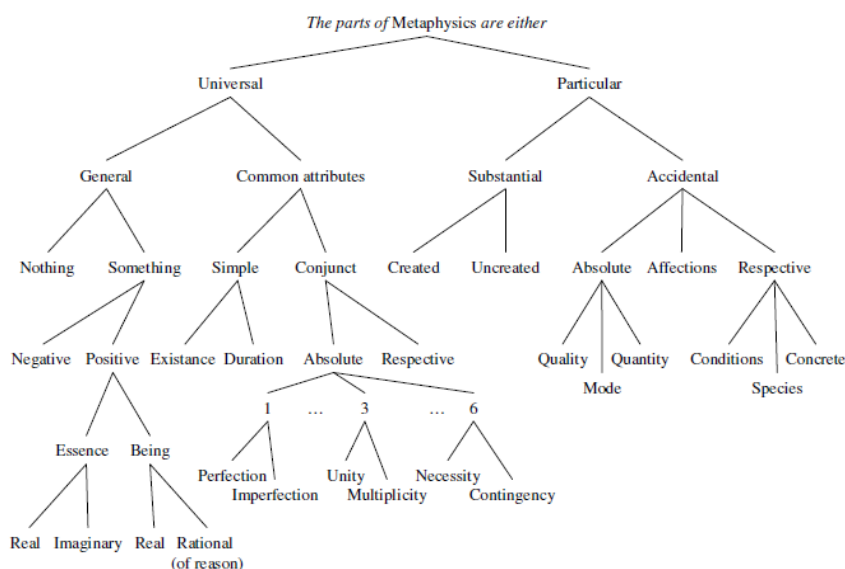 The parts of Metaphysics are either
Universal Particular
General Common attributes Substantial Accidental
Nothing Something Simple Conjunct Created Uncreated Absolute Affections Respective
Negative Positive Existance Duration Absolute Respective Quality Quantity Conditions Concrete
Mode Species
1 ... 3 ... 6
Essence Being
Perfection Unity Necessity
Imperfection Multiplicity Contingency
Real Imaginary Real Rational
(of reason)